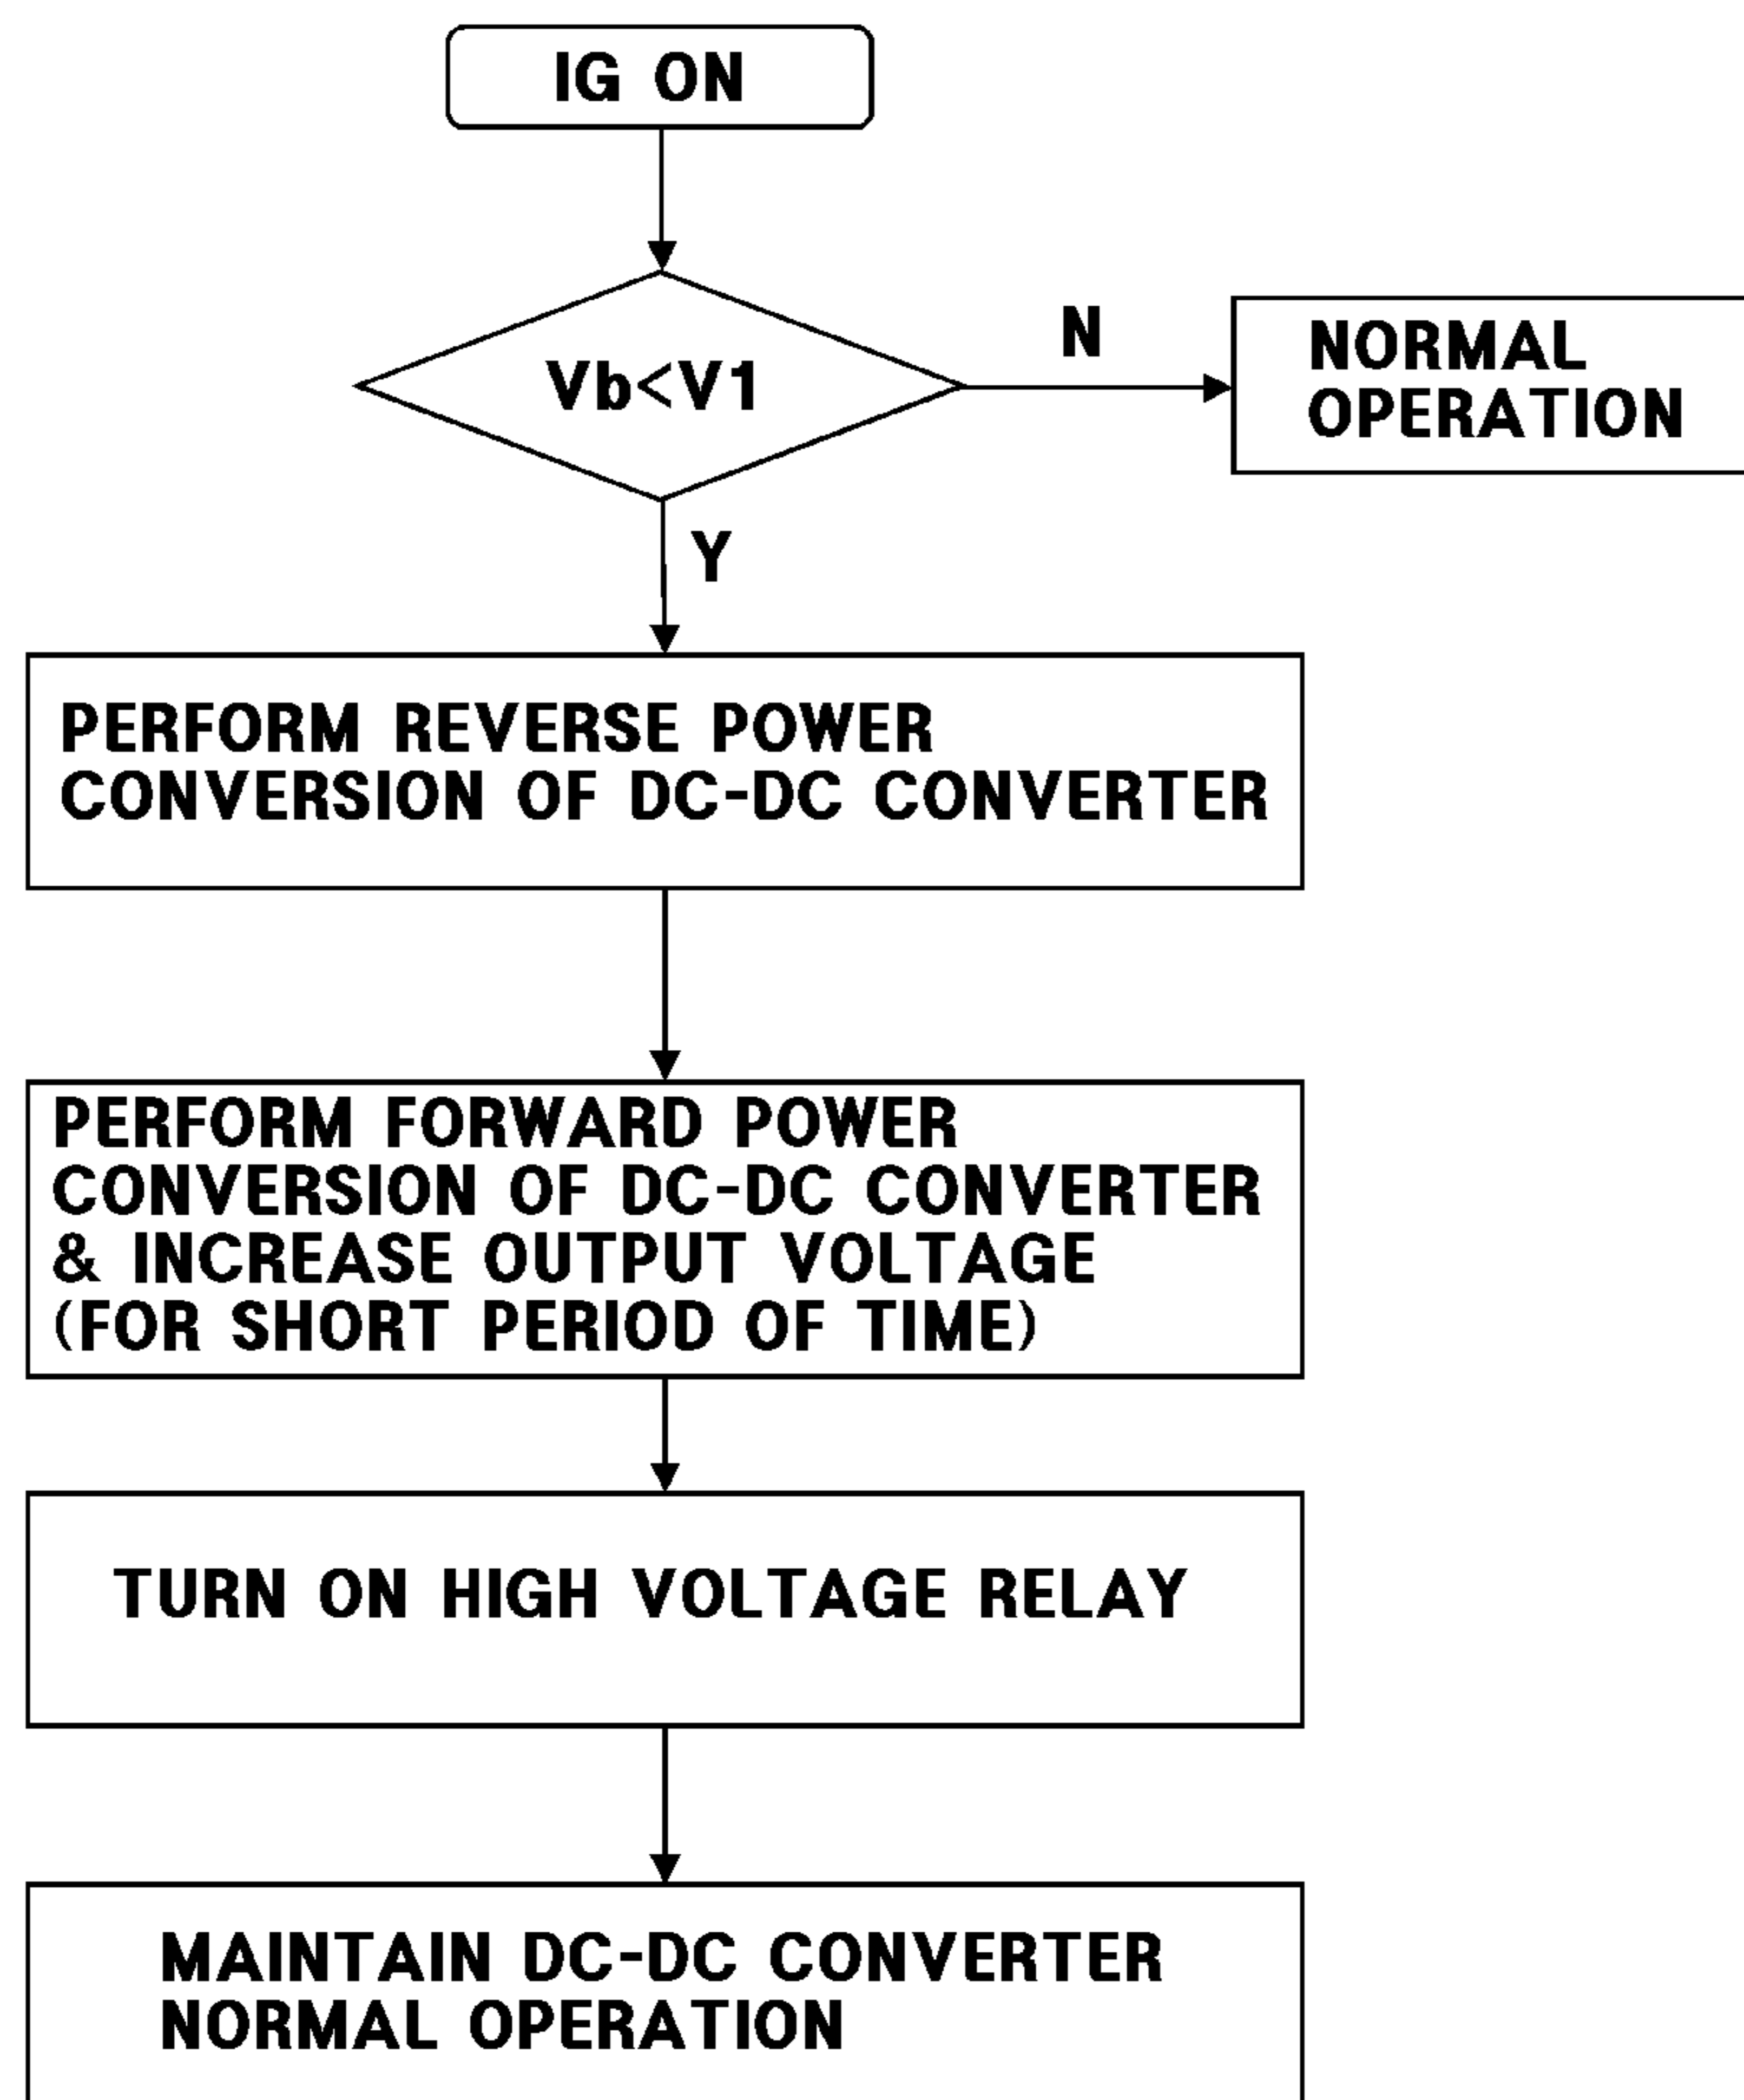 IG ON
Vb<V1
N
NORMAL
OPERATION
Y
PERFORM REVERSE POWER
CONVERSION OF DC-DC CONVERTER
PERFORM FORWARD POWER
CONVERSION OF DC-DC CONVERTER
& INCREASE OUTPUT VOLTAGE
(FOR SHORT PERIOD OF TIME)
TURN ON HIGH VOLTAGE RELAY
MAINTAIN DC-DC CONVERTER
NORMAL OPERATION